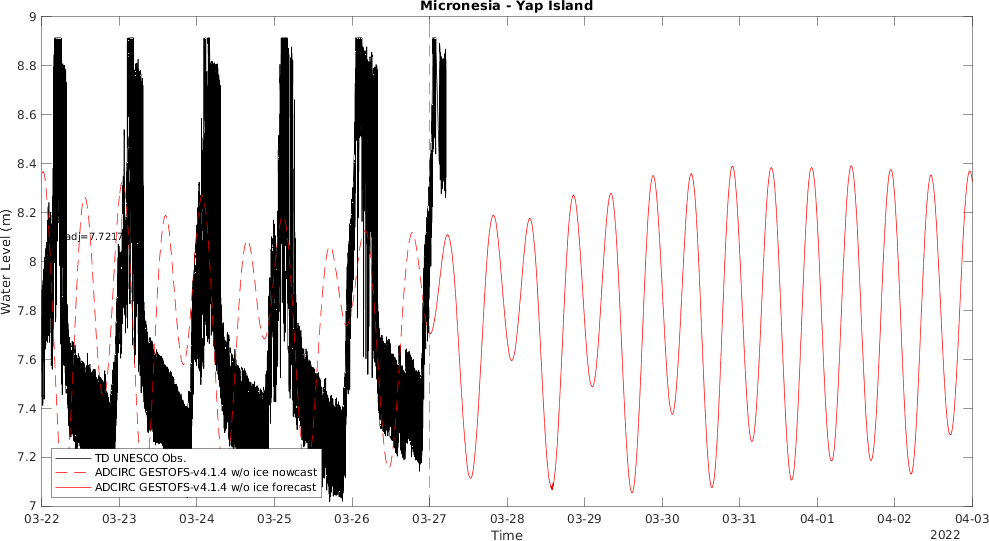 Micronesia - Yap Island
9
8.8
8.6
8.4
8.2
8
7.8
7.6
7.4
7.2
7
Water Level (m)
adj=7.7217
TD UNESCO Obs.
ADCIRC GESTOFS-v4.1.4 w/o ice nowcast
ADCIRC GESTOFS-v4.1.4 w/o ice forecast
03-22 03-23 03-24 03-25 03-26 03-27 03-28 03-29 03-30 03-31 04-01 04-02 04-03
Time
2022